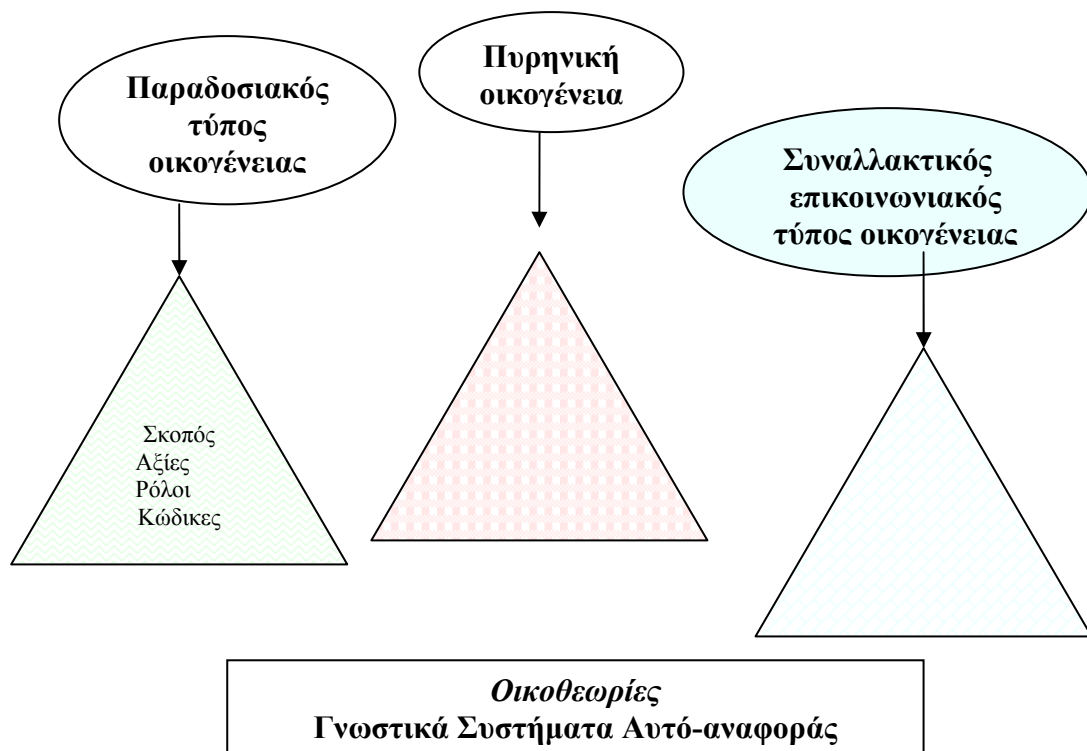 Παραδοσιακός
τύπος
οικογένειας
Πυρηνική
οικογένεια
Συναλλακτικός
επικοινωνιακός
τύπος οικογένειας
Σκοπός
Αξίες
Ρόλοι
Κώδικες
Οικοθεωρίες
Γνωστικά Συστήματα Αυτό-αναφοράς